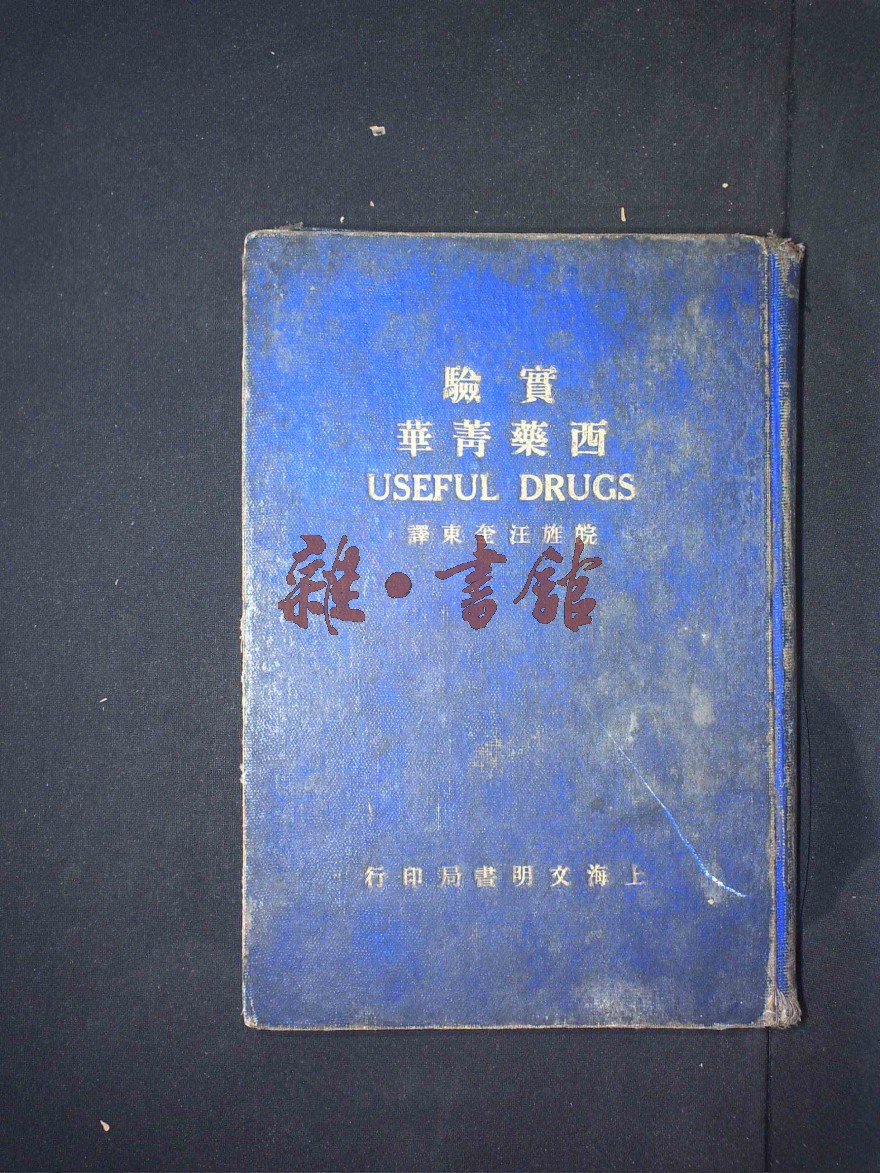 實驗
西藥菁華
USEFUL DRUGS
皖旌汪奎東譯
雜·書舘
上海文明書局印行